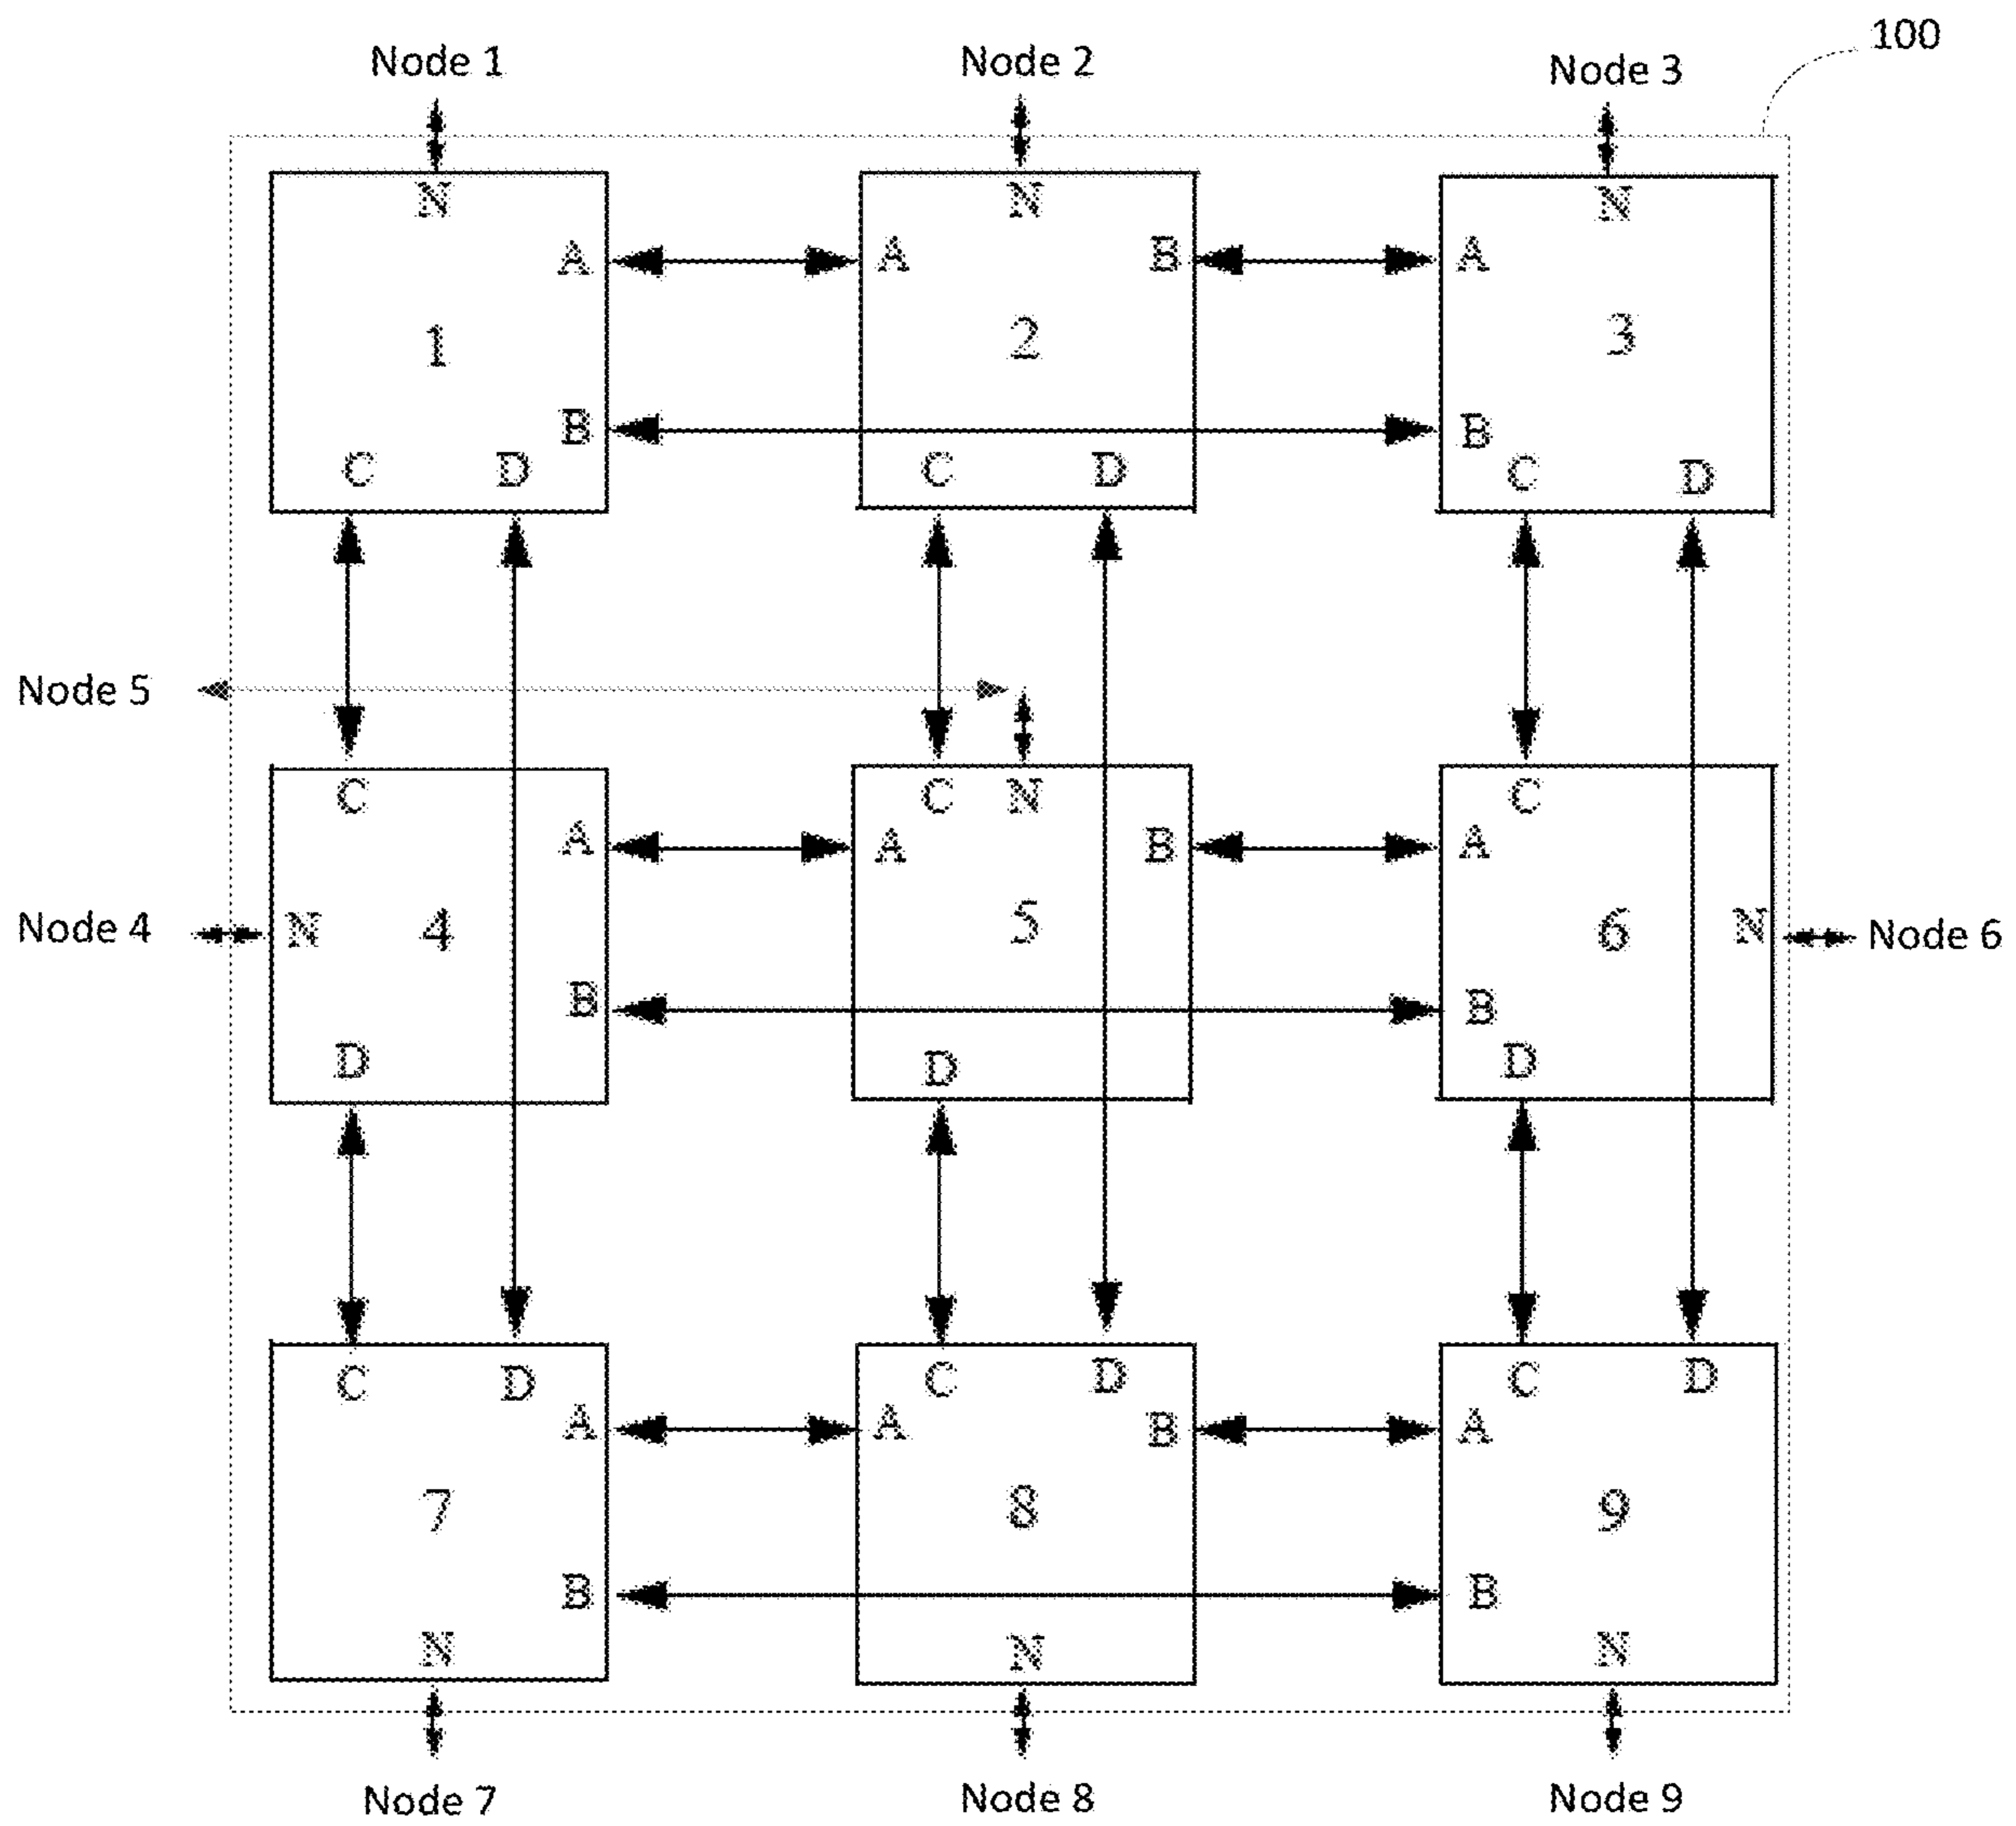 100
Node 1 Node 2 Node 3
N N N
A A B A
1 2 3
B B
C D C D C D
Node 5
C C N C
A A B A
Node 4 N 4 5 6 N Node 6
B B
D D D
C D C D C D
A A B A
7 8 9
B B
N N N
Node 7 Node 8 Node 9